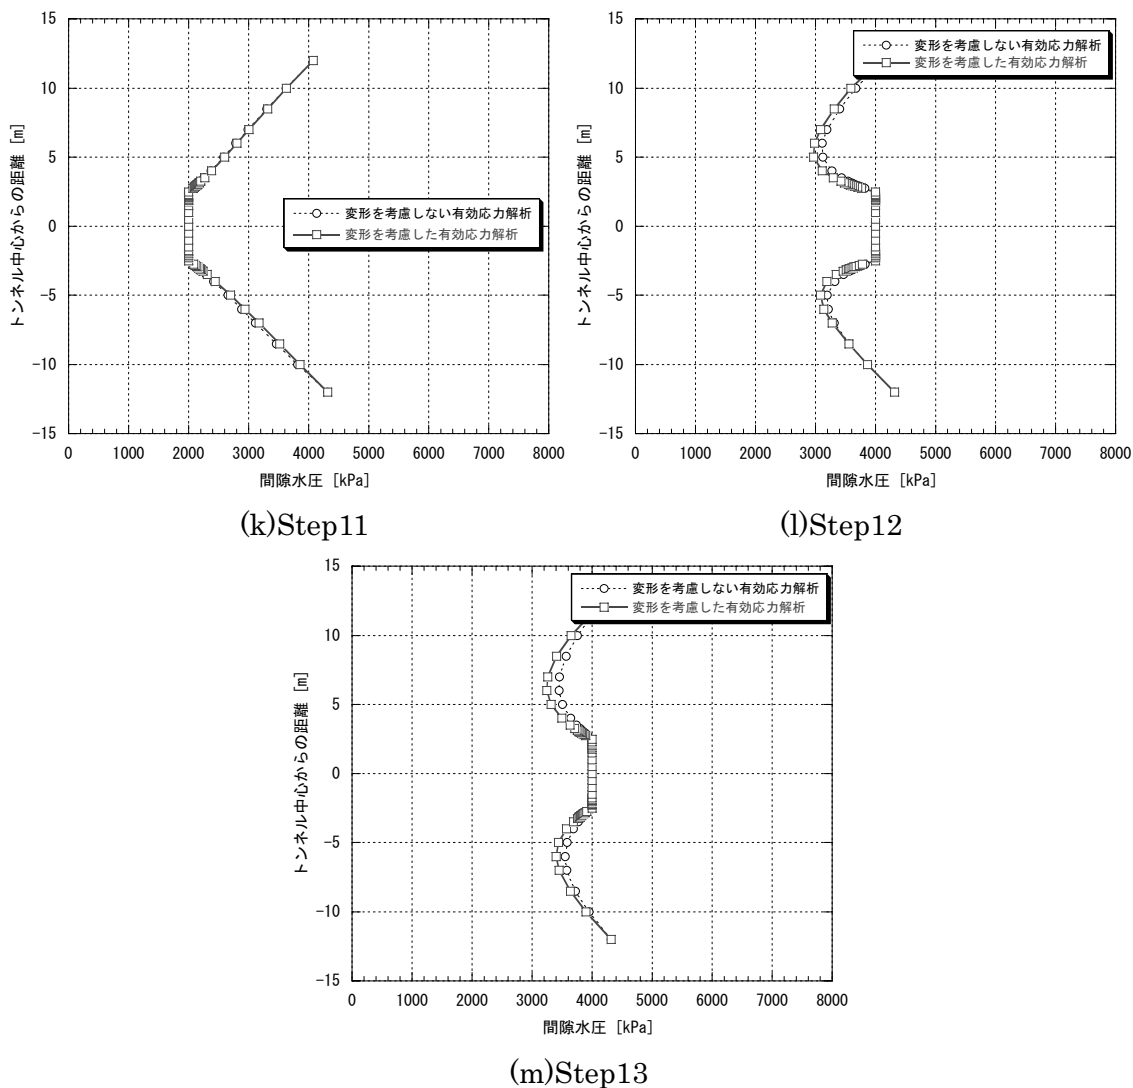 15
10
5
0
-5
-10
-15
トンネル中心からの距離 [m]
変形を考慮しない有効応力解析
変形を考慮した有効応力解析
0 1000 2000 3000 4000 5000 6000 7000 8000
間隙水圧 [kPa]
(k)Step11
15
10
5
0
-5
-10
-15
トンネル中心からの距離 [m]
変形を考慮しない有効応力解析
変形を考慮した有効応力解析
0 1000 2000 3000 4000 5000 6000 7000 8000
間隙水圧 [kPa]
(l)Step12
15
10
5
0
-5
-10
-15
トンネル中心からの距離 [m]
変形を考慮しない有効応力解析
変形を考慮した有効応力解析
0 1000 2000 3000 4000 5000 6000 7000 8000
間隙水圧 [kPa]
(m)Step13